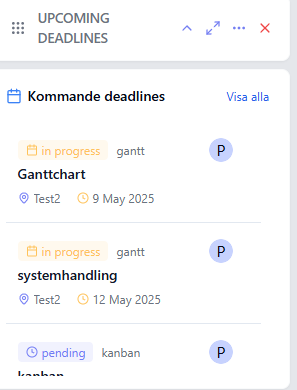 UPCOMING
DEADLINES
Kommande deadlines Visa alla
in progress gantt P
Ganttchart
Test2 9 May 2025
in progress gantt P
systemhandling
Test2 12 May 2025
pending kanban P
kanban